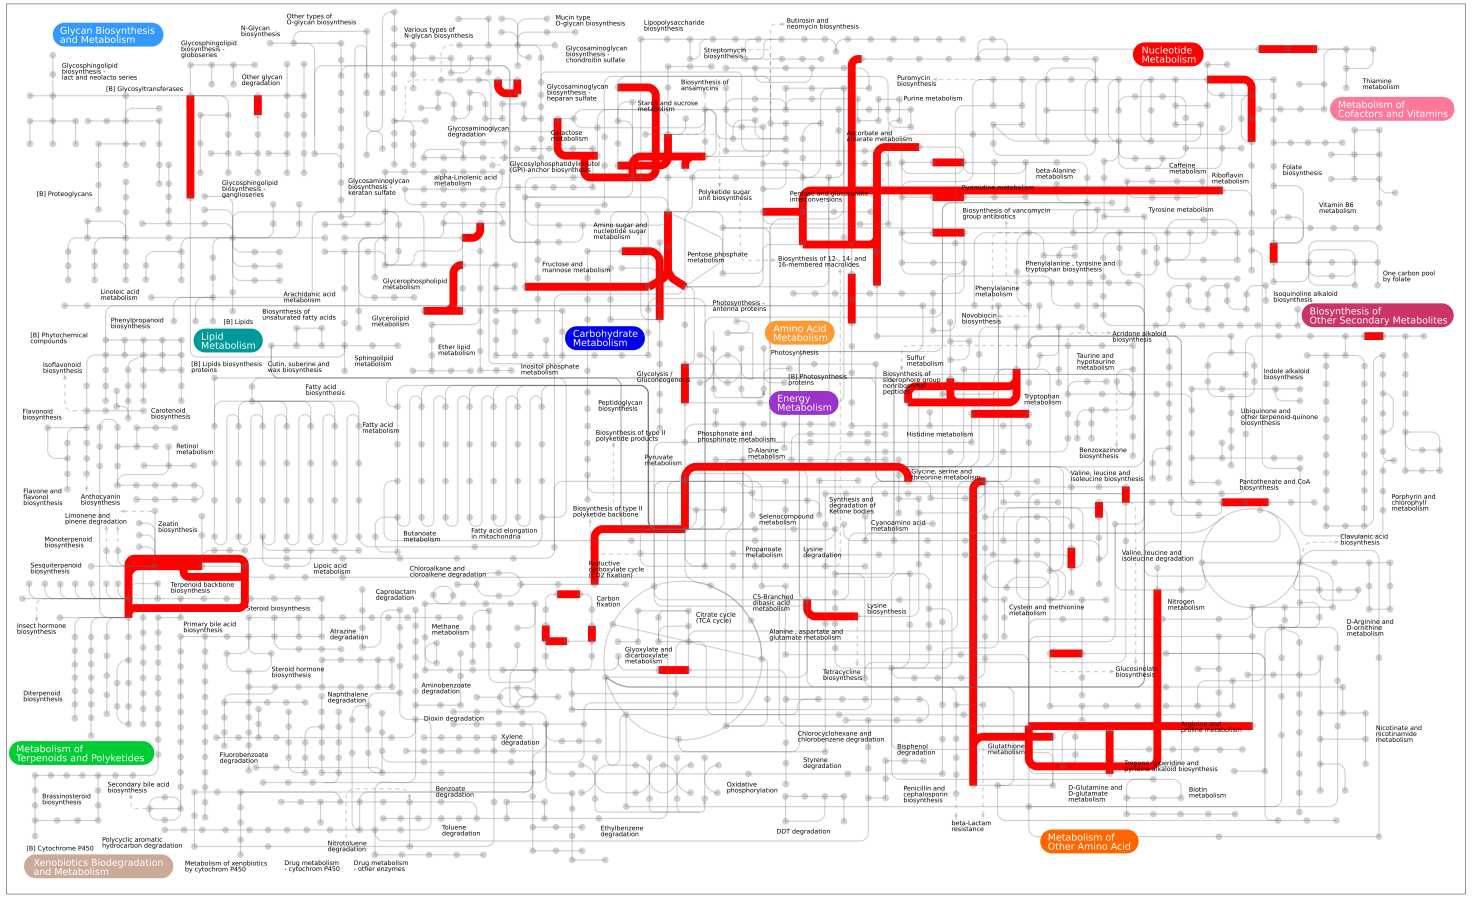 Glycan Biosynthesis
and Metabolism
N-Glycan
biosynthesis
Other types of
O-glycan biosynthesis
Various types of
N-glycan biosynthesis
Mucin type
O-glycan biosynthesis
Lipopolysaccharide
biosynthesis
Butirosin and
neomycin biosynthesis
Glycosphingolipid
biosynthesis -
globoseries
Glycosaminoglycan
biosynthesis -
chondroitin sulfate
Streptomycin
biosynthesis
Nucleotide
Metabolism
Glycosphingolipid
biosynthesis -
lact and neolacto series
Other glycan
degradation
[B] Glycosyltransferases
Glycosaminoglycan
biosynthesis -
heparan sulfate
Biosynthesis of
ansamycins
Puromycin
biosynthesis
Thiamine
metabolism
Starch and sucrose
metabolism
Purine metabolism
Metabolism of
Cofactors and Vitamins
Glycosaminoglycan
degradation
Galactose
metabolism
Ascorbate and
aldarate metabolism
Glycosylphosphatidylinositol
(GPI)-anchor biosynthesis
Caffeine
metabolism
Folate
biosynthesis
beta-Alanine
metabolism
Riboflavin
metabolism
Glycosphingolipid
biosynthesis -
ganglioseries
Glycosaminoglycan
biosynthesis -
keratan sulfate
alpha-Linolenic acid
metabolism
[B] Proteoglycans
Polyketide sugar
unit biosynthesis
Pentose and glucuronate
interconversions
Pyrimidine metabolism
Biosynthesis of vancomycin
group antibiotics
Tyrosine metabolism
Vitamin B6
metabolism
Amino sugar and
nucleotide sugar
metabolism
Pentose phosphate
metabolism
Biosynthesis of 12-, 14- and
16-membered macrolides
Fructose and
mannose metabolism
Phenylalanine , tyrosine and
tryptophan biosynthesis
One carbon pool
by folate
Glycerophospholipid
metabolism
Linoleic acid
metabolism
Arachidonic acid
metabolism
Phenylalanine
metabolism
Isoquinoline alkaloid
biosynthesis
Photosynthesis -
antenna proteins
Biosynthesis of
unsaturated fatty acids
Glycerolipid
metabolism
Novobiocin
biosynthesis
Biosynthesis of
Other Secondary Metabolites
Phenylpropanoid
biosynthesis
[B] Lipids
[B] Phytochemical
compounds
Lipid
Metabolism
Carbohydrate
Metabolism
Amino Acid
Metabolism
Acridone alkaloid
biosynthesis
Ether lipid
metabolism
Photosynthesis
Isoflavonoid
biosynthesis
[B] Lipids biosynthesis
proteins
Cutin, suberine and
wax biosynthesis
Sphingolipid
metabolism
Inositol phosphate
metabolism
Glycolysis /
Gluconeogenesis
[B] Photosynthesis
proteins
Sulfur
metabolism
Biosynthesis of
siderophore group
nonribosomal
peptides
Taurine and
hypotaurine
metabolism
Indole alkaloid
biosynthesis
Fatty acid
biosynthesis
Energy
Metabolism
Tryptophan
metabolism
Flavonoid
biosynthesis
Carotenoid
biosynthesis
Peptidoglycan
biosynthesis
Ubiquinone and
other terpenoid-quinone
biosynthesis
Fatty acid
metabolism
Biosynthesis of type II
polyketide products
Phosphonate and
phosphinate metabolism
Histidine metabolism
Retinol
metabolism
Pyruvate
metabolism
D-Alanine
metabolism
Benzoxazinone
biosynthesis
Glycine, serine and
threonine metabolism
Valine, leucine and
isoleucine biosynthesis
Pantothenate and CoA
biosynthesis
Flavone and
flavonol
biosynthesis
Anthocyanin
biosynthesis
Porphyrin and
chlorophyll
metabolism
Limonene and
pinene degradation
Zeatin
biosynthesis
Biosynthesis of type II
polyketide backbone
Synthesis and
degradation of
Ketone bodies
Selenocompound
metabolism
Cyanoamino acid
metabolism
Butanoate
metabolism
Fatty acid elongation
in mitochondria
Monoterpenoid
biosynthesis
Clavulanic acid
biosynthesis
Propanoate
metabolism
Lysine
degradation
Valine, leucine and
isoleucine degradation
Sesquiterpenoid
biosynthesis
Lipoic acid
metabolism
Chloroalkane and
chloroalkene degradation
Reductive
carboxylate cycle
(CO2 fixation)
Terpenoid backbone
biosynthesis
Caprolactam
degradation
Carbon
fixation
C5-Branched
dibasic acid
metabolism
Lysine
biosynthesis
Cystein and methionine
metabolism
Nitrogen
metabolism
Steroid biosynthesis
Citrate cycle
(TCA cycle)
Insect hormone
biosynthesis
Primary bile acid
biosynthesis
Atrazine
degradation
Methane
metabolism
Alanine , aspartate and
glutamate metabolism
D-Arginine and
D-ornithine
metabolism
Glyoxylate and
dicarboxylate
metabolism
Steroid hormone
biosynthesis
Tetracycline
biosynthesis
Glucosinolate
biosynthesis
Diterpenoid
biosynthesis
Naphthalene
degradation
Aminobenzoate
degradation
Dioxin degradation
Arginine and
proline metabolism
Nicotinate and
nicotinamide
metabolism
Xylene
degradation
Chlorocyclohexane and
chlorobenzene degradation
Bisphenol
degradation
Glutathione
metabolism
Metabolism of
Terpenoids and Polyketides
Fluorobenzoate
degradation
Styrene
degradation
Tropane, piperidine and
pyridine alkaloid biosynthesis
Secondary bile acid
biosynthesis
Benzoate
degradation
Oxidative
phosphorylation
Penicillin and
cephalosporin
biosynthesis
D-Glutamine and
D-glutamate
metabolism
Biotin
metabolism
Brassinosteroid
biosynthesis
Toluene
degradation
Ethylbenzene
degradation
DDT degradation
beta-Lactam
resistance
Polycyclic aromatic
hydrocarbon degradation
Nitrotoluene
degradation
Metabolism of
Other Amino Acid
[B] Cytochrome P450
Xenobiotics Biodegradation
and Metabolism
Metabolism of xenobiotics
by cytochrom P450
Drug metabolism
- cytochrom P450
Drug metabolism
- other enzymes